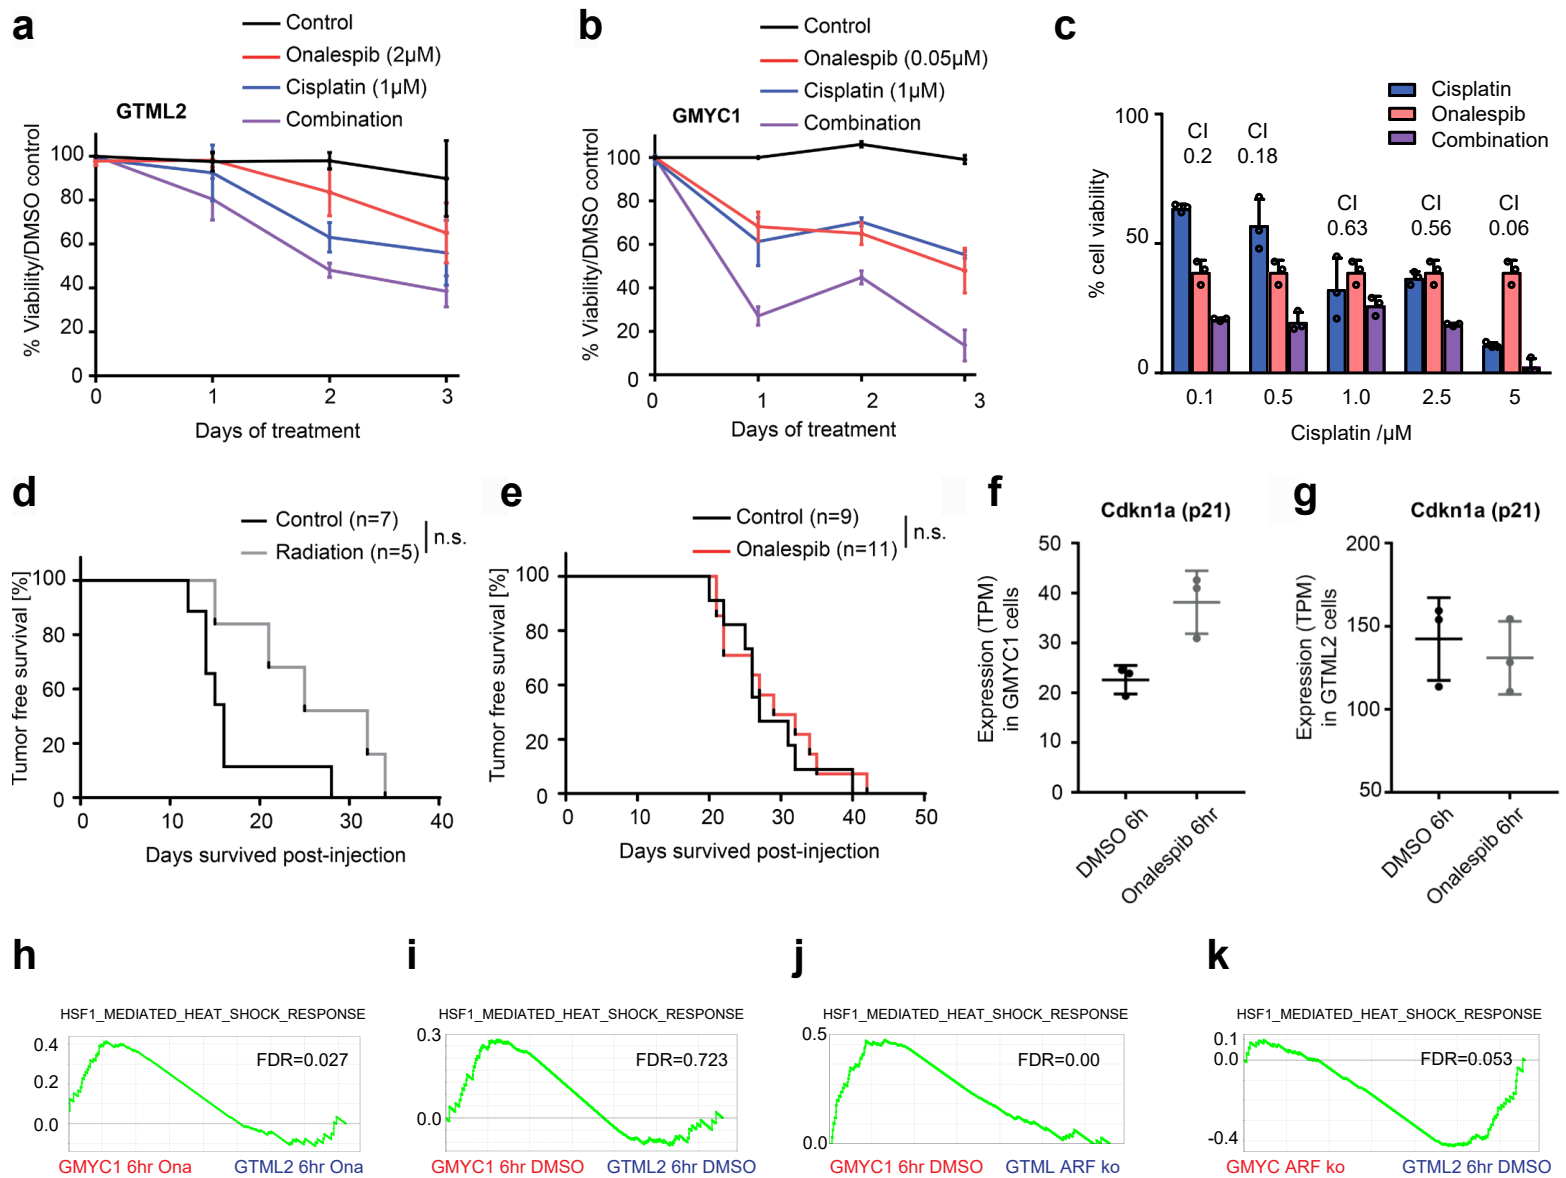 a
Control
Onalespib (2μM)
Cisplatin (1μM)
Combination
GTML2
% Viability/DMSO control
100
80
60
40
20
0
0 1 2 3
Days of treatment
b
Control
Onalespib (0.05μM)
Cisplatin (1μM)
Combination
GMYC1
% Viability/DMSO control
100
80
60
40
20
0
0 1 2 3
Days of treatment
c
Cisplatin
Onalespib
Combination
% cell viability
100
50
0
CI
0.2
CI
0.18
CI
0.63
CI
0.56
CI
0.06
0.1 0.5 1.0 2.5 5
Cisplatin /μM
d
Control (n=7)
Radiation (n=5)
n.s.
Tumor free survival [%]
100
80
60
20
0
0 10 20 30 40
Days survived post-injection
e
Control (n=9)
Onalespib (n=11)
n.s.
Tumor free survival [%]
100
80
60
20
0
0 10 20 30 40 50
Days survived post-injection
f
Cdkn1a (p21)
Expression (TPM)
in GMYC1 cells
50
40
30
20
10
0
DMSO 6h
Onalespib 6hr
g
Cdkn1a (p21)
Expression (TPM)
in GTML2 cells
200
150
100
50
DMSO 6h
Onalespib 6hr
h
HSF1_MEDIATED_HEAT_SHOCK_RESPONSE
0.4
0.2
0.0
FDR=0.027
GMYC1 6hr Ona GTML2 6hr Ona
i
HSF1_MEDIATED_HEAT_SHOCK_RESPONSE
0.3
0.0
FDR=0.723
GMYC1 6hr DMSO GTML2 6hr DMSO
j
HSF1_MEDIATED_HEAT_SHOCK_RESPONSE
0.5
0.0
FDR=0.00
GMYC1 6hr DMSO GTML ARF ko
k
HSF1_MEDIATED_HEAT_SHOCK_RESPONSE
0.1
0.0
-0.4
FDR=0.053
GMYC ARF ko GTML2 6hr DMSO